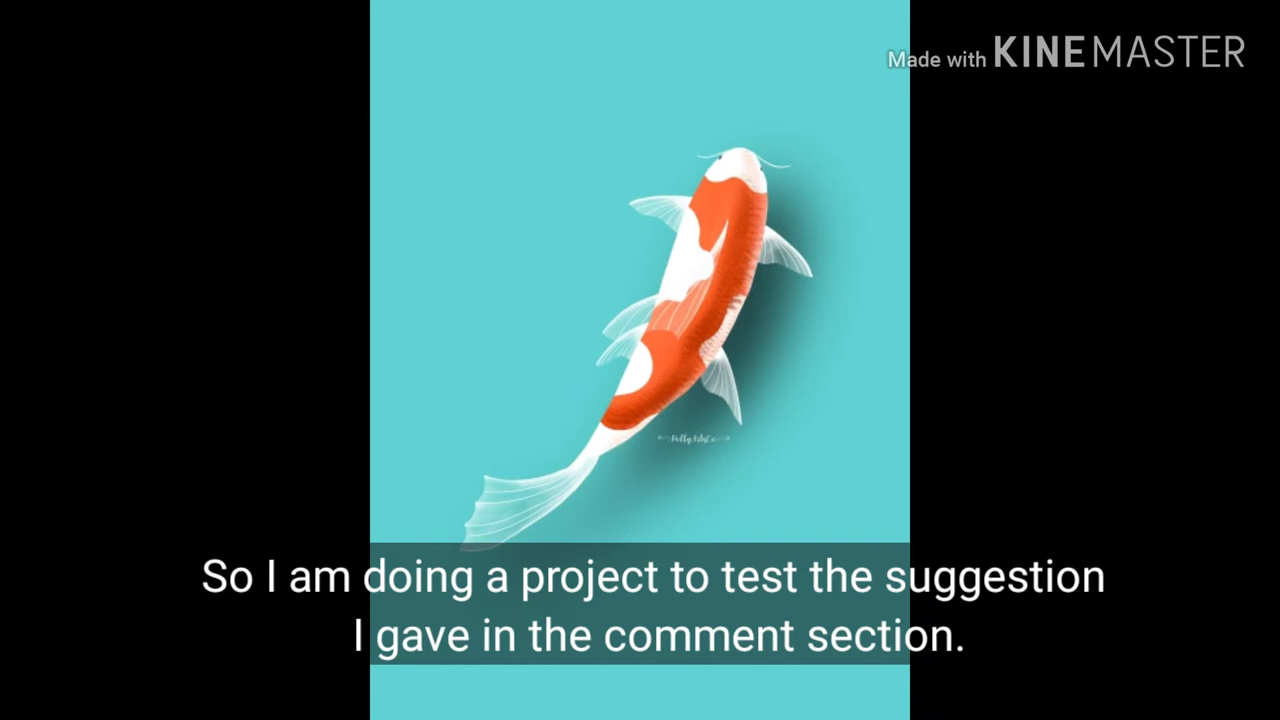 Made with KINEMASTER
So I am doing a project to test the suggestion
I gave in the comment section.